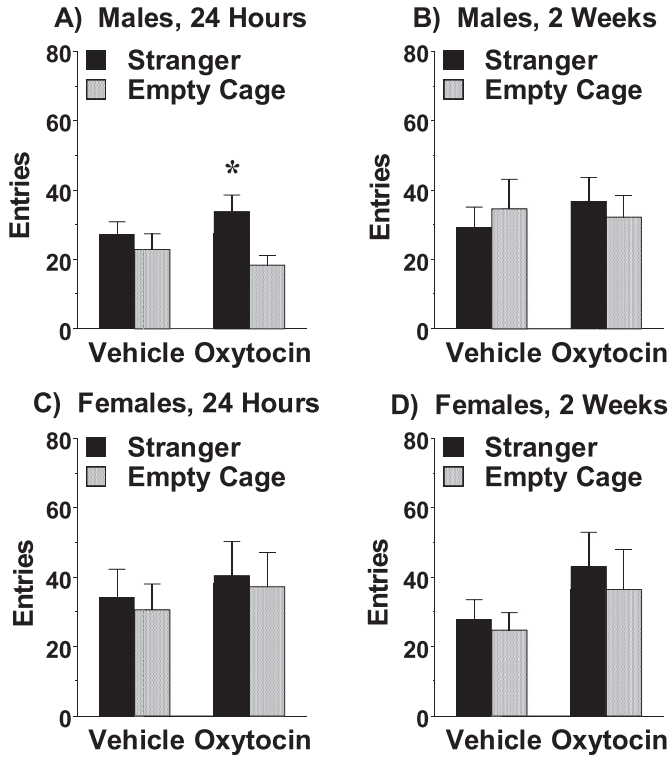 A) Males, 24 Hours
80
Stranger
Empty Cage
60
*
40
20
0
Entries
Vehicle Oxytocin
B) Males, 2 Weeks
80
Stranger
Empty Cage
60
40
20
0
Entries
Vehicle Oxytocin
C) Females, 24 Hours
80
Stranger
Empty Cage
60
40
20
0
Entries
Vehicle Oxytocin
D) Females, 2 Weeks
80
Stranger
Empty Cage
60
40
20
0
Entries
Vehicle Oxytocin